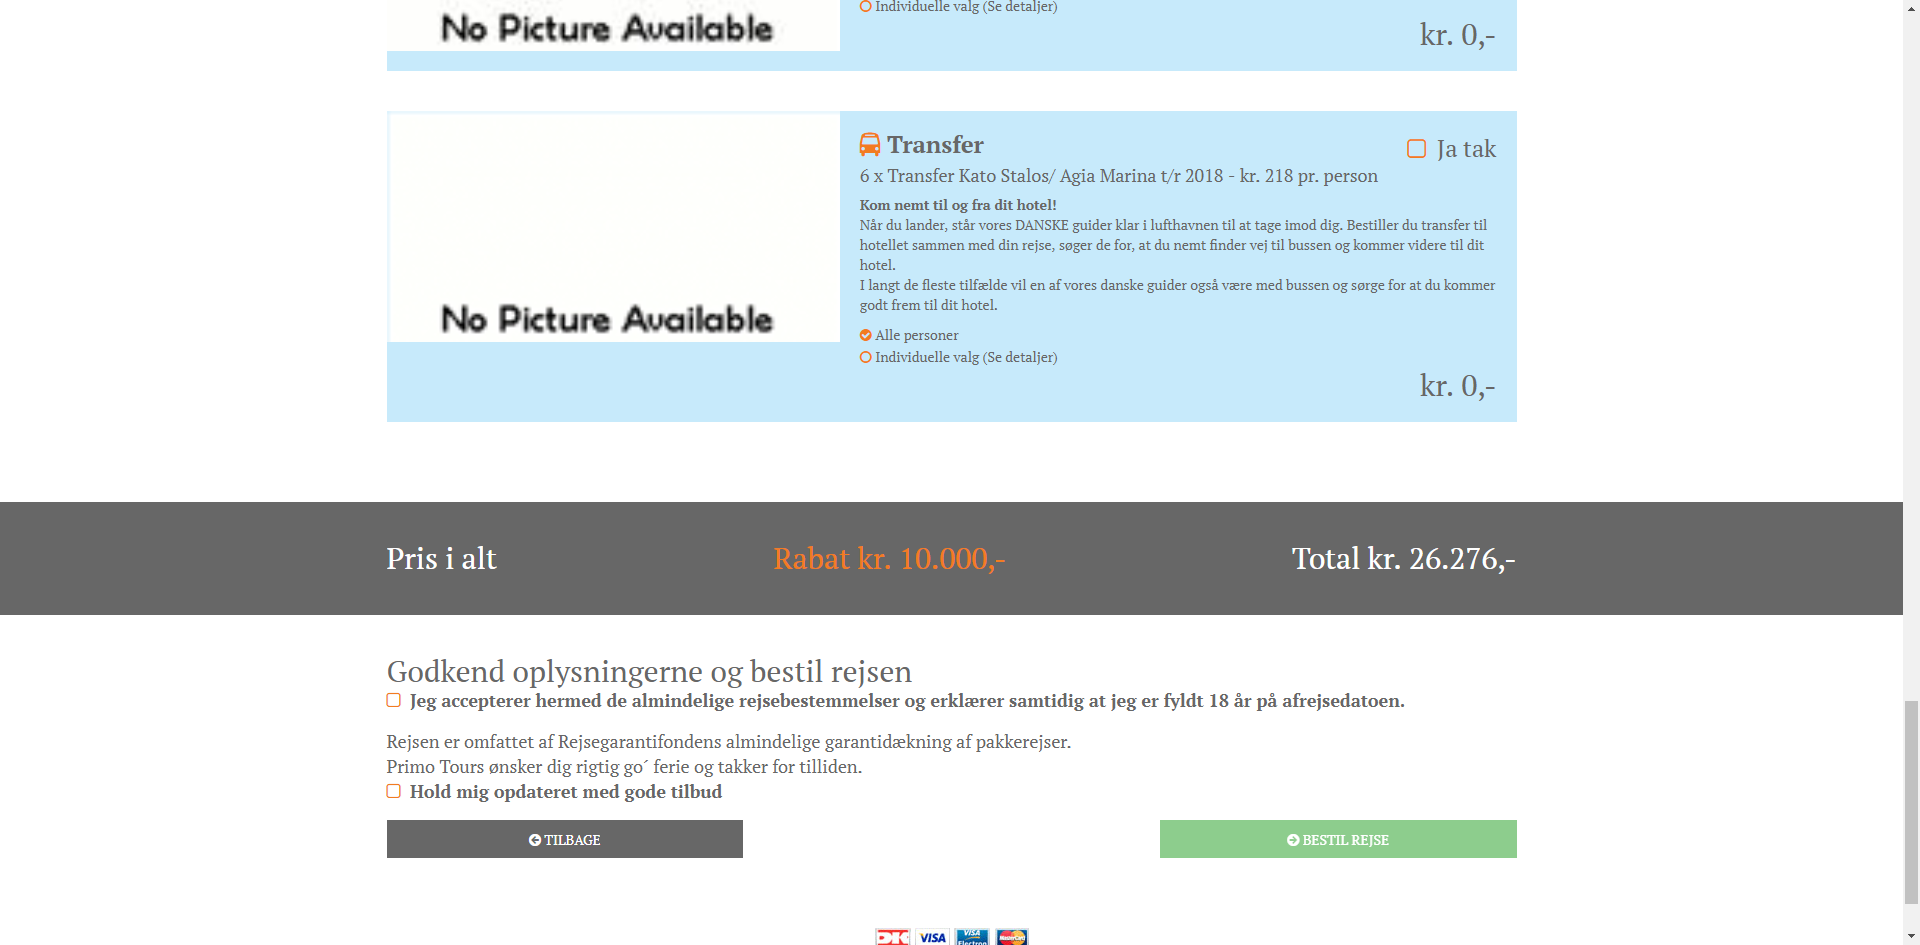 No Picture Available
Individuelle valg (Se detaljer)
kr. 0,-
Transfer
Ja tak
6 x Transfer Kato Stalos/ Agia Marina t/r 2018 - kr. 218 pr. person
Kom nemt til og fra dit hotel!
Når du lander, står vores DANSKE guider klar i lufthavnen til at tage imod dig. Bestiller du transfer til
hotellet sammen med din rejse, søger de for, at du nemt finder vej til bussen og kommer videre til dit
hotel.
I langt de fleste tilfælde vil en af vores danske guider også være med bussen og sørge for at du kommer
godt frem til dit hotel.
No Picture Available
Alle personer
Individuelle valg (Se detaljer)
kr. 0,-
Pris i alt
Rabat kr. 10.000,-
Total kr. 26.276,-
Godkend oplysningerne og bestil rejsen
Jeg accepterer hermed de almindelige rejsebestemmelser og erklærer samtidig at jeg er fyldt 18 år på afrejsedatoen.
Rejsen er omfattet af Rejsegarantifondens almindelige garantidækning af pakkerejser.
Primo Tours ønsker dig rigtig go´ ferie og takker for tilliden.
Hold mig opdateret med gode tilbud
TILBAGE
BESTIL REJSE
DK
VISA
VISA
Electron
MasterCard